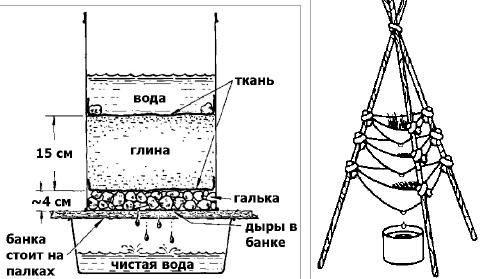 ткань
вода
15 см
глина
~4 см
галька
дыры в
банке
банка
стоит на
палках
чистая вода